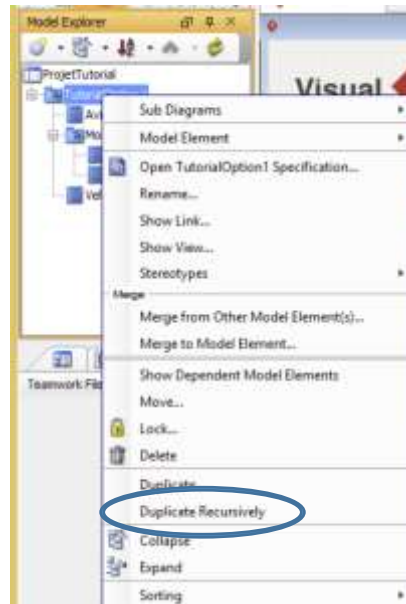 Model Explorer
ProjetTutorial
Visual
Sub Diagrams
Model Element
Open TutorialOption1 Specification...
Rename...
Show Link...
Show View...
Stereotypes
Merge
Merge from Other Model Element(s)...
Merge to Model Element...
Show Dependent Model Elements
Move...
Teamwork File
Lock...
Delete
Duplicate
Duplicate Recursively
Collapse
Expand
Sorting